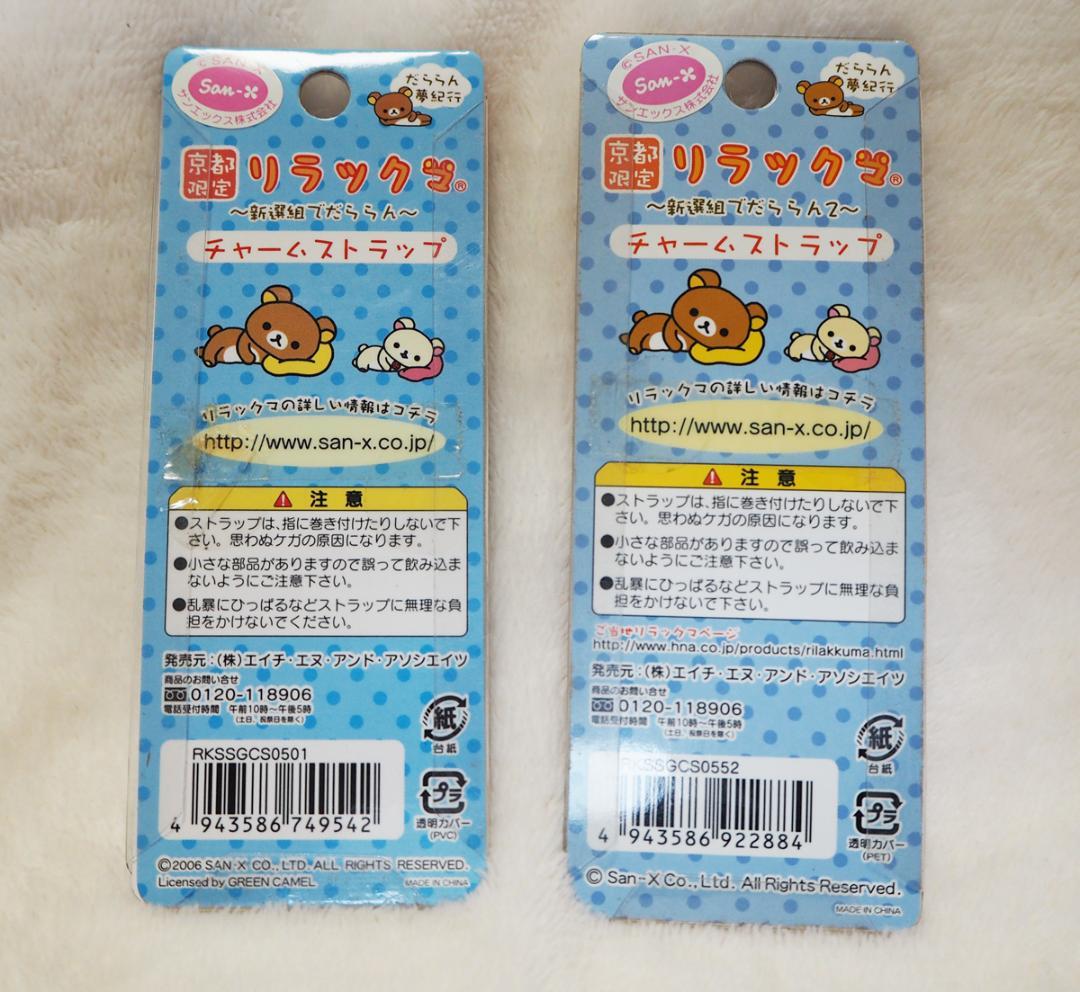 © SAN-X
San-X
サンエックス株式会社
だららん
夢紀行
京都
限定
リラックマ®
～新選組でだららん～
チャームストラップ
リラックマの詳しい情報はコチラ
http://www.san-x.co.jp/
注意
●ストラップは、指に巻き付けたりしないで下
さい。思わぬケガの原因になります。
●小さな部品がありますので誤って飲み込ま
ないようにご注意下さい。
●乱暴にひっぱるなどストラップに無理な負
担をかけないでください。
発売元：(株)エイチ・エヌ・アンド・アソシエイツ
商品のお問い合せ
0120-118906
電話受付時間 午前10時～午後5時
(土日、祝祭日を除く)
紙
台紙
RKSSGCS0501
4 943586 749542
プラ
透明カバー
(PVC)
©2006 SAN-X CO., LTD. ALL RIGHTS RESERVED.
Licensed by GREEN CAMEL
MADE IN CHINA
© SAN-X
San-X
サンエックス株式会社
だららん
夢紀行
京都
限定
リラックマ®
～新選組でだららん2～
チャームストラップ
リラックマの詳しい情報はコチラ
http://www.san-x.co.jp/
注意
●ストラップは、指に巻き付けたりしないで下
さい。思わぬケガの原因になります。
●小さな部品がありますので誤って飲み込ま
ないようにご注意下さい。
●乱暴にひっぱるなどストラップに無理な負
担をかけないで下さい。
ご当地リラックマページ
http://www.hna.co.jp/products/rilakkuma.html
発売元：(株)エイチ・エヌ・アンド・アソシエイツ
商品のお問い合せ
0120-118906
電話受付時間 午前10時～午後5時
(土日、祝祭日を除く)
紙
台紙
RKSSGCS0552
4 943586 922884
プラ
透明カバー
(PET)
© San-X Co., Ltd. All Rights Reserved.
MADE IN CHINA